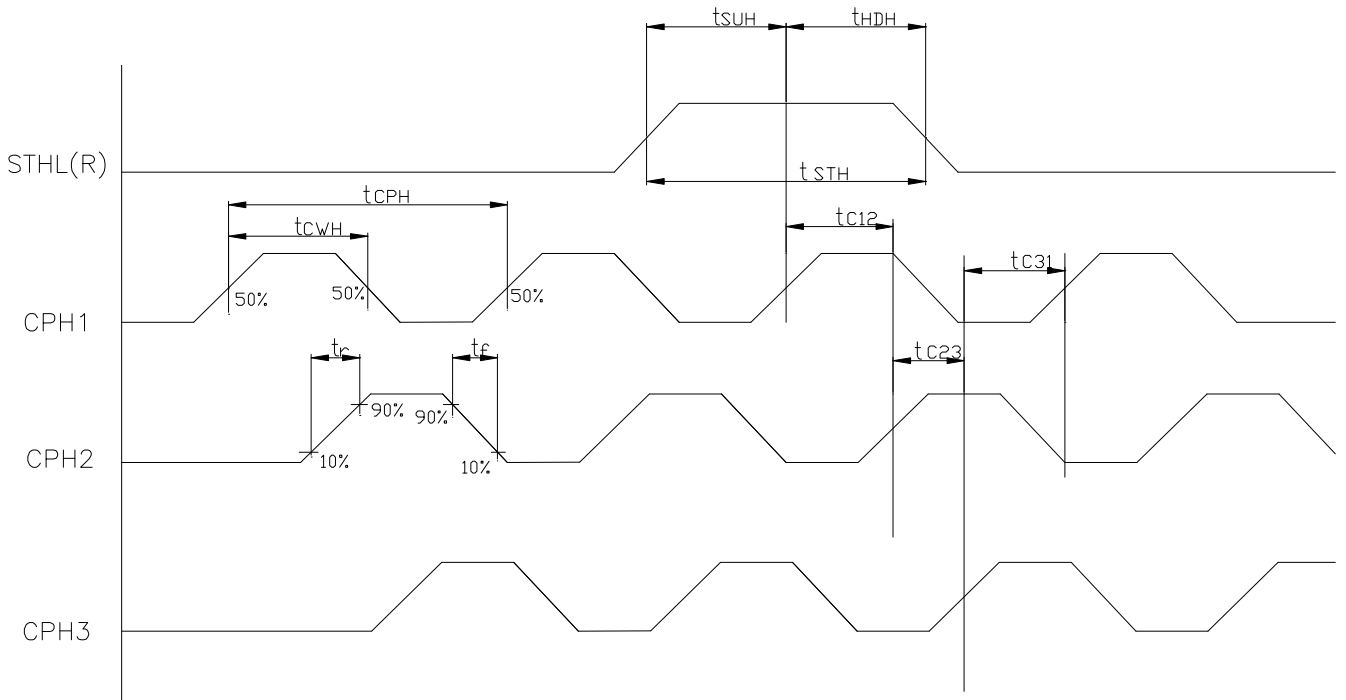 tSUH tHDH
STHL(R)
tSTH
tCPH
tCWH
tC12
50% 50% 50%
tC31
CPH1
tr tf
tC23
90% 90%
10% 10%
CPH2
CPH3